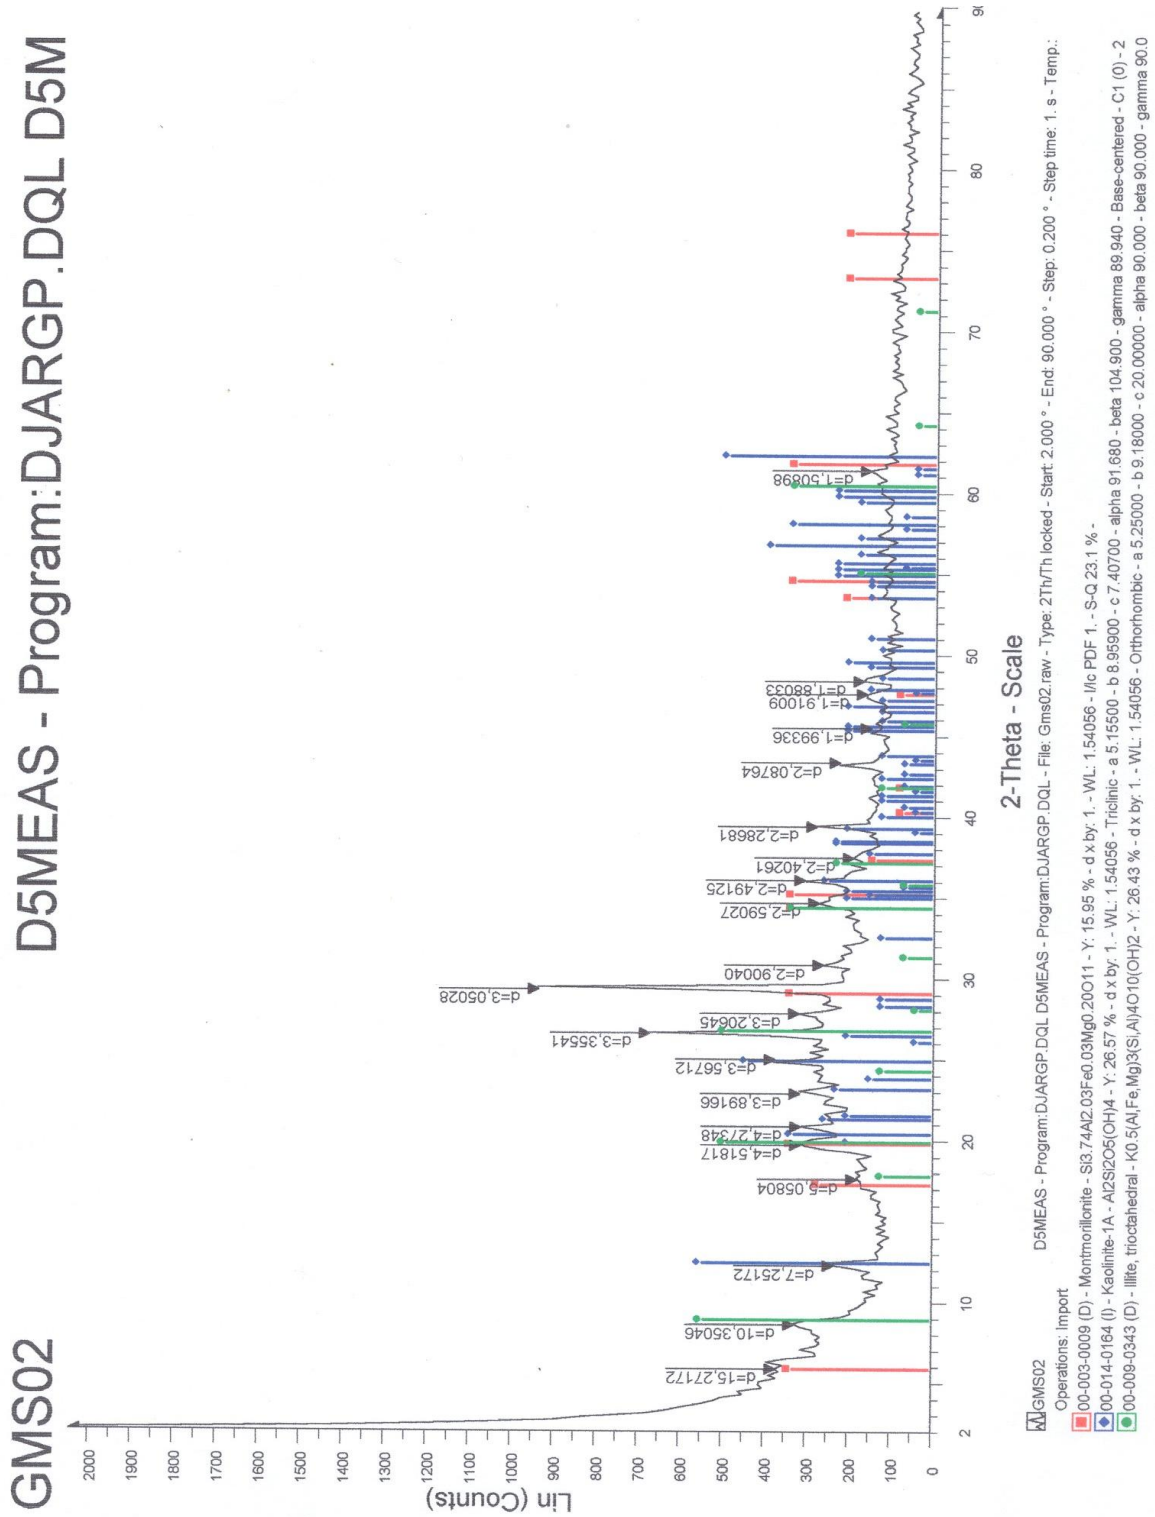 GMS02
D5MEAS - Program:DJARGP.DQL D5M
Lin (Counts)
2000
1900
1800
1700
1600
1500
1400
1300
1200
1100
1000
900
800
700
600
500
400
300
200
100
0
d=15,27172
d=10,35046
d=7,25172
d=5,05804
d=4,51817
d=4,27348
d=3,89166
d=3,56712
d=3,35541
d=3,20645
d=3,05028
d=2,90040
d=2,59027
d=2,49125
d=2,40261
d=2,28681
d=2,08764
d=1,99336
d=1,91009
d=1,88033
d=1,50898
2
10
20
30
40
50
60
70
80
2-Theta - Scale
GMS02
D5MEAS - Program:DJARGP.DQL D5MEAS - Program:DJARGP.DQL - File: Gms02.raw - Type: 2Th/Th locked - Start: 2.000 ° - End: 90.000 ° - Step: 0.200 ° - Step time: 1. s - Temp.:
Operations: Import
00-003-0009 (D) - Montmorillonite - Si3.74Al2.03Fe0.03Mg0.20O11 - Y: 15.95 % - d x by: 1. - WL: 1.54056 - I/Ic PDF 1. - S-Q 23.1 % -
00-014-0164 (I) - Kaolinite-1A - Al2Si2O5(OH)4 - Y: 26.57 % - d x by: 1. - WL: 1.54056 - Triclinic - a 5.15500 - b 8.95900 - c 7.40700 - alpha 91.680 - beta 104.900 - gamma 89.940 - Base-centered - C1 (0) - 2
00-009-0343 (D) - Illite, trioctahedral - K0.5(Al,Fe,Mg)3(Si,Al)4O10(OH)2 - Y: 26.43 % - d x by: 1. - WL: 1.54056 - Orthorhombic - a 5.25000 - b 9.18000 - c 20.00000 - alpha 90.000 - beta 90.000 - gamma 90.0